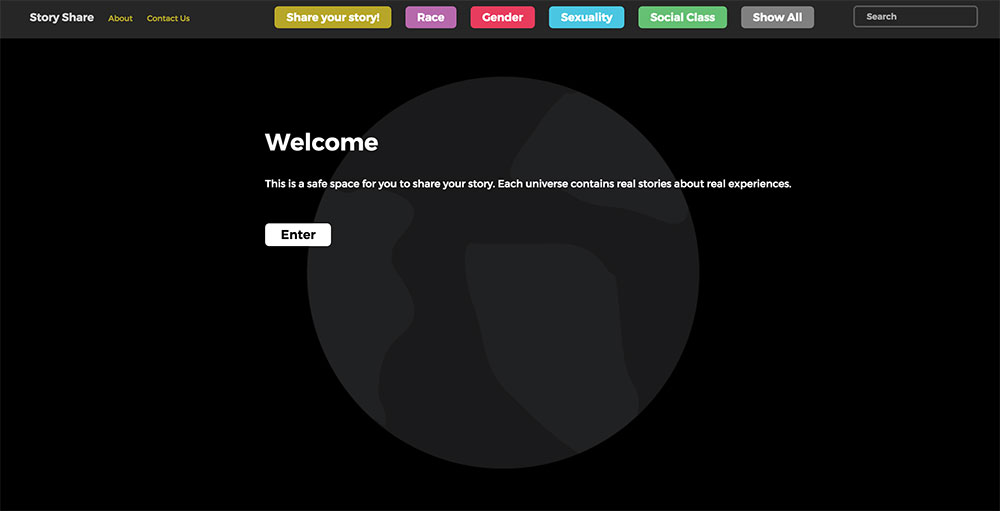 Story Share About Contact Us Share your story! Race Gender Sexuality Social Class Show All Search
Welcome
This is a safe space for you to share your story. Each universe contains real stories about real experiences.
Enter